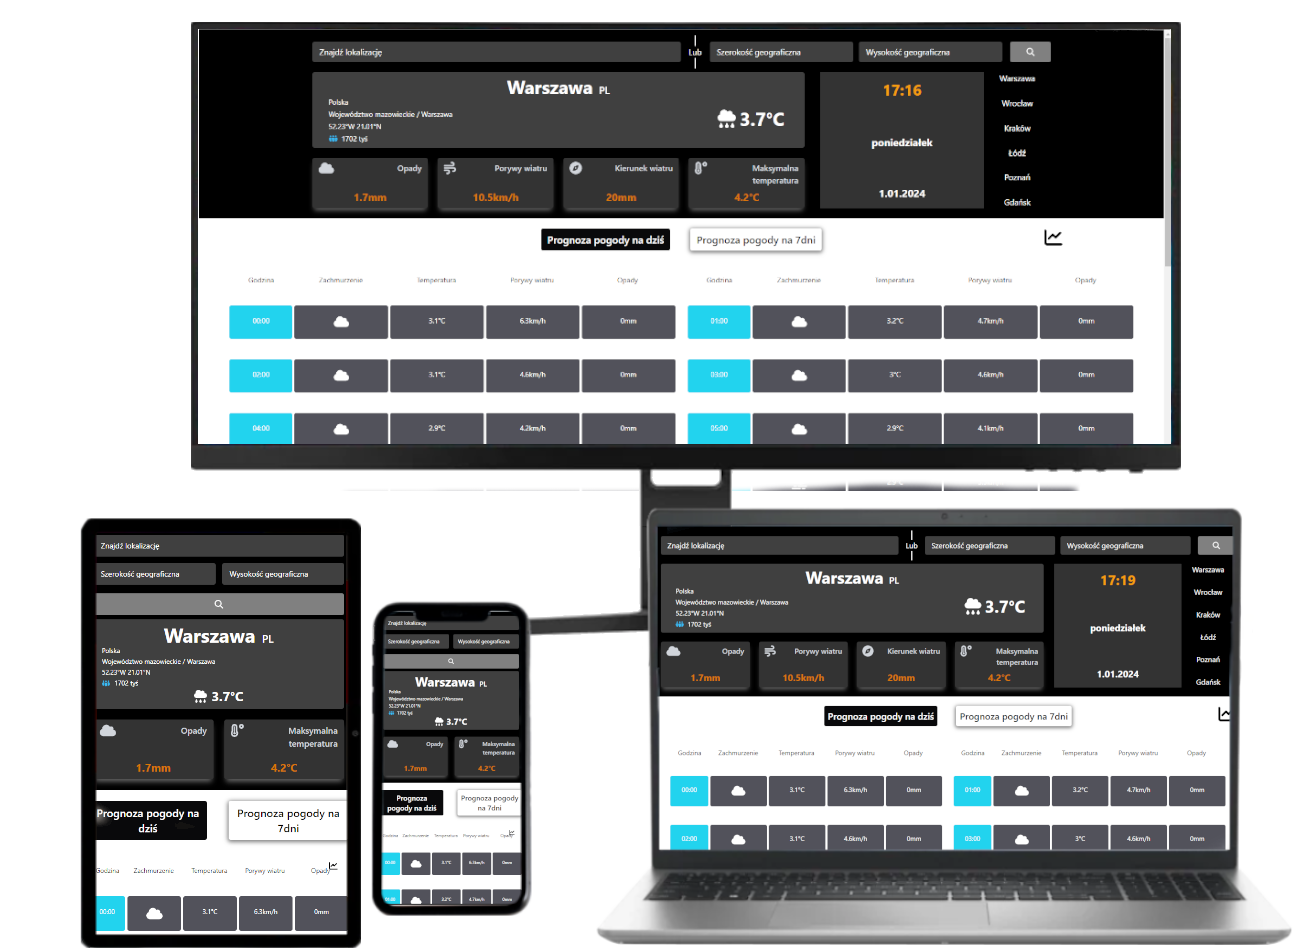 Znajdź lokalizację
Lub
Szerokość geograficzna
Wysokość geograficzna
Warszawa PL
Polska
Województwo mazowieckie / Warszawa
52.23°W 21.01°N
1702 tyś
3.7°C
17:16
poniedziałek
1.01.2024
Warszawa
Wrocław
Kraków
Łódź
Poznań
Gdańsk
Opady
1.7mm
Porywy wiatru
10.5km/h
Kierunek wiatru
20mm
Maksymalna
temperatura
4.2°C
Prognoza pogody na dziś
Prognoza pogody na 7dni
Godzina Zachmurzenie Temperatura Porywy wiatru Opady Godzina Zachmurzenie Temperatura Porywy wiatru Opady
00:00 3.1°C 6.3km/h 0mm 01:00 3.2°C 4.7km/h 0mm
02:00 3.1°C 4.6km/h 0mm 03:00 3°C 4.6km/h 0mm
04:00 2.9°C 4.2km/h 0mm 05:00 2.9°C 4.1km/h 0mm
Znajdź lokalizację
Szerokość geograficzna
Wysokość geograficzna
Warszawa PL
Polska
Województwo mazowieckie / Warszawa
52.23°W 21.01°N
1702 tyś
3.7°C
Opady
1.7mm
Maksymalna
temperatura
4.2°C
Prognoza pogody na
dziś
Prognoza pogody na
7dni
Godzina Zachmurzenie Temperatura Porywy wiatru Opady
00:00 3.1°C 6.3km/h 0mm
Znajdź lokalizację
Szerokość geograficzna
Wysokość geograficzna
Warszawa PL
Polska
Województwo mazowieckie / Warszawa
52.23°W 21.01°N
1702 tyś
3.7°C
Opady
1.7mm
Maksymalna
temperatura
4.2°C
Prognoza
pogody na dziś
Prognoza pogody
na 7dni
Godzina Zachmurzenie Temperatura Porywy wiatru Opady
00:00 3.1°C 6.3km/h 0mm
3.2°C 4.7km/h 0mm
Znajdź lokalizację
Lub
Szerokość geograficzna
Wysokość geograficzna
Warszawa PL
Polska
Województwo mazowieckie / Warszawa
52.23°W 21.01°N
1702 tyś
3.7°C
17:19
poniedziałek
1.01.2024
Warszawa
Wrocław
Kraków
Łódź
Poznań
Gdańsk
Opady
1.7mm
Porywy wiatru
10.5km/h
Kierunek wiatru
20mm
Maksymalna
temperatura
4.2°C
Prognoza pogody na dziś
Prognoza pogody na 7dni
Godzina Zachmurzenie Temperatura Porywy wiatru Opady Godzina Zachmurzenie Temperatura Porywy wiatru Opady
00:00 3.1°C 6.3km/h 0mm 01:00 3.2°C 4.7km/h 0mm
02:00 3.1°C 4.6km/h 0mm 03:00 3°C 4.6km/h 0mm